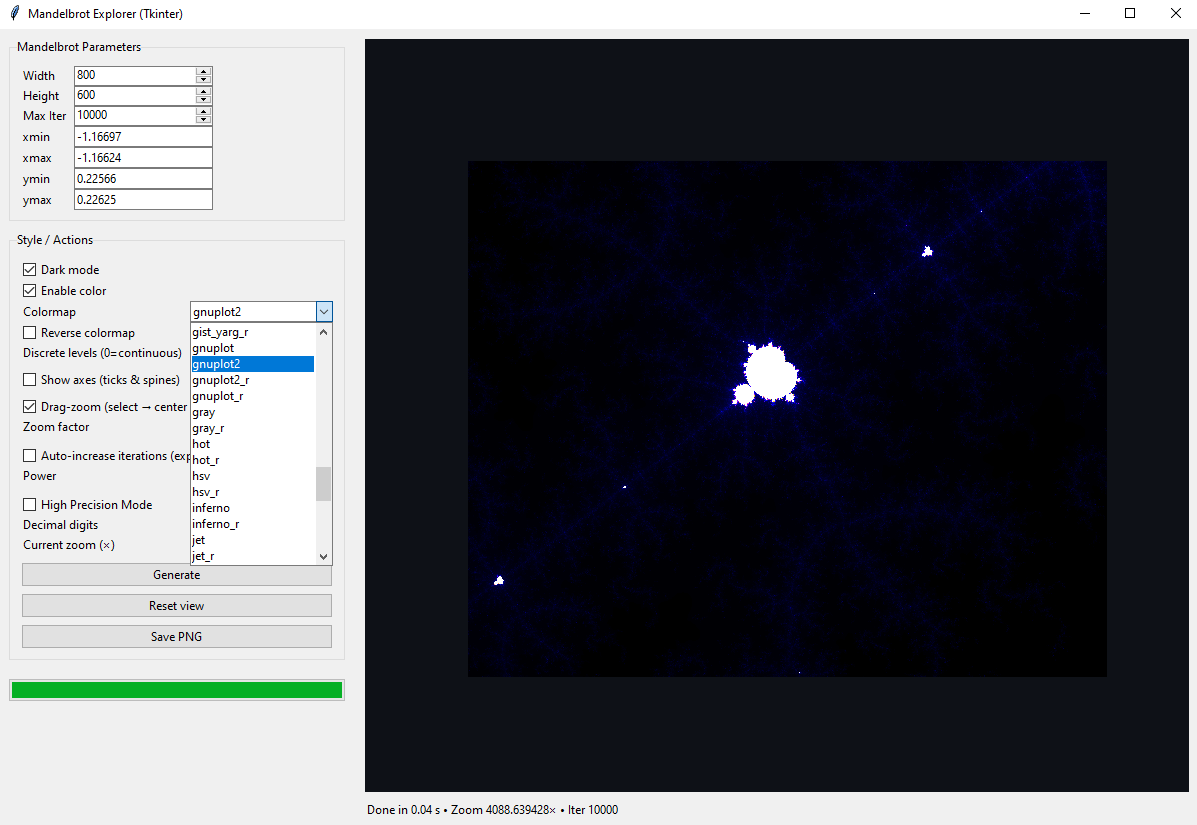 Mandelbrot Explorer (Tkinter)
Mandelbrot Parameters
Width 800
Height 600
Max Iter 10000
xmin -1.16697
xmax -1.16624
ymin 0.22566
ymax 0.22625
Style / Actions
Dark mode
Enable color
Colormap gnuplot2
Reverse colormap
Discrete levels (0=continuous)
Show axes (ticks & spines)
Drag-zoom (select → center
Zoom factor
Auto-increase iterations (exp
Power
High Precision Mode
Decimal digits
Current zoom (×)
gist_yarg_r
gnuplot
gnuplot2
gnuplot2_r
gnuplot_r
gray
gray_r
hot
hot_r
hsv
hsv_r
inferno
inferno_r
jet
jet_r
Generate
Reset view
Save PNG
Done in 0.04 s • Zoom 4088.639428× • Iter 10000